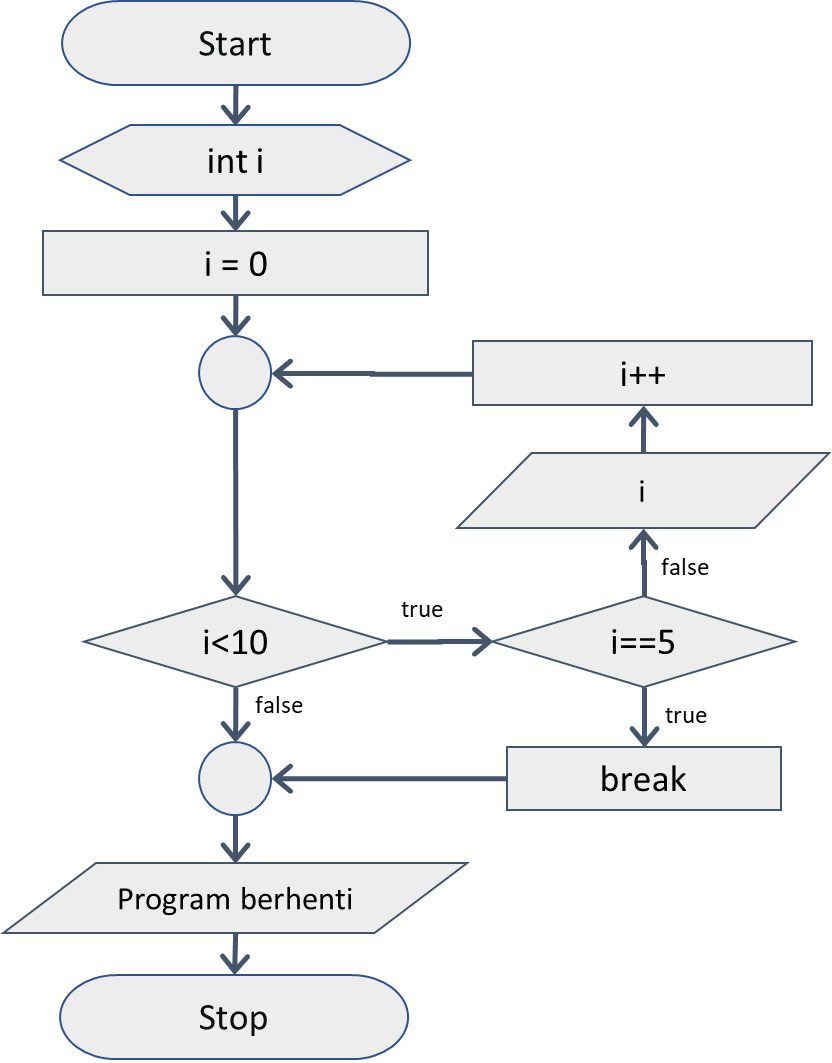 Start
int i
i = 0
i++
i
false
i<10
true
i==5
false
true
break
Program berhenti
Stop